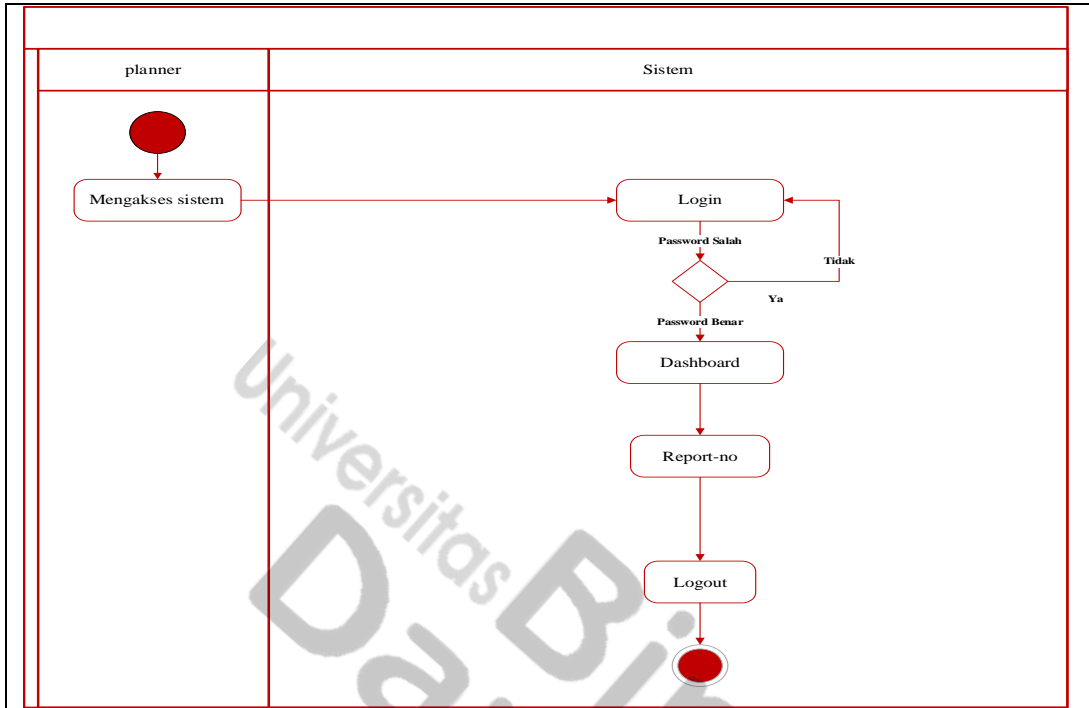 planner
Sistem
Mengakses sistem
Login
Password Salah
Tidak
Ya
Password Benar
Dashboard
Report-no
Logout
Universitas